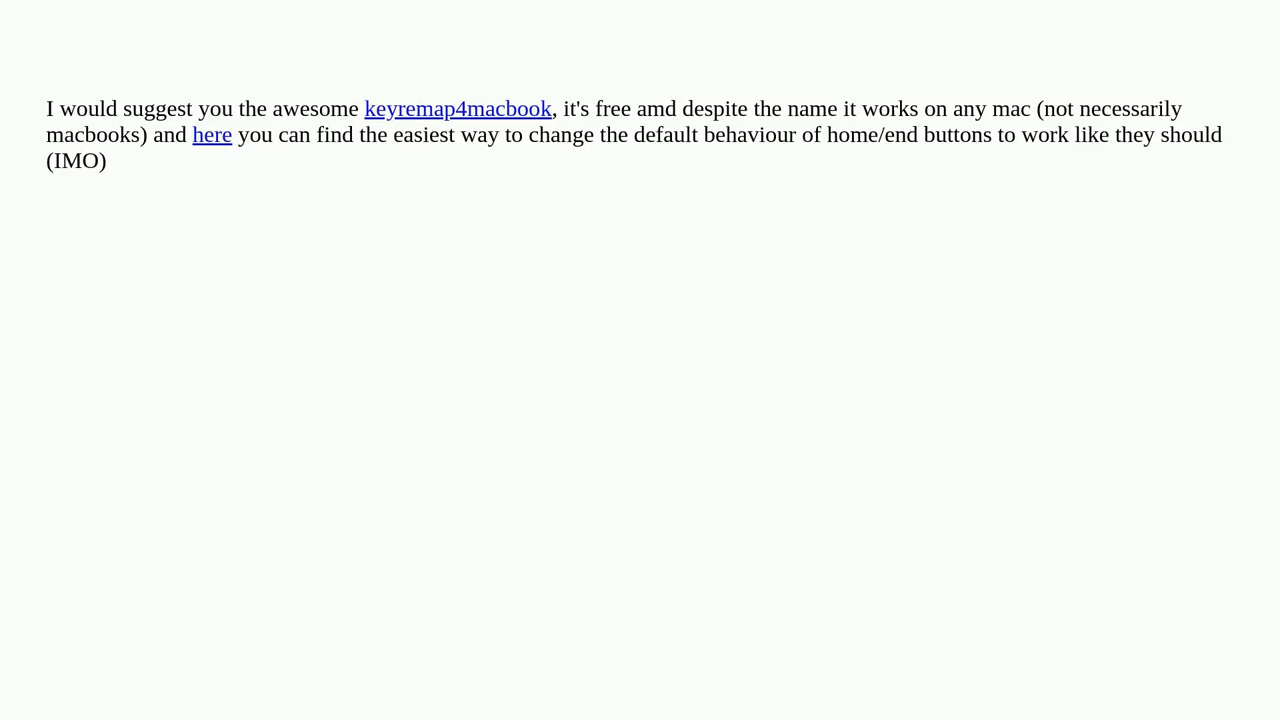 I would suggest you the awesome keyremap4macbook, it's free amd despite the name it works on any mac (not necessarily
macbooks) and here you can find the easiest way to change the default behaviour of home/end buttons to work like they should
(IMO)